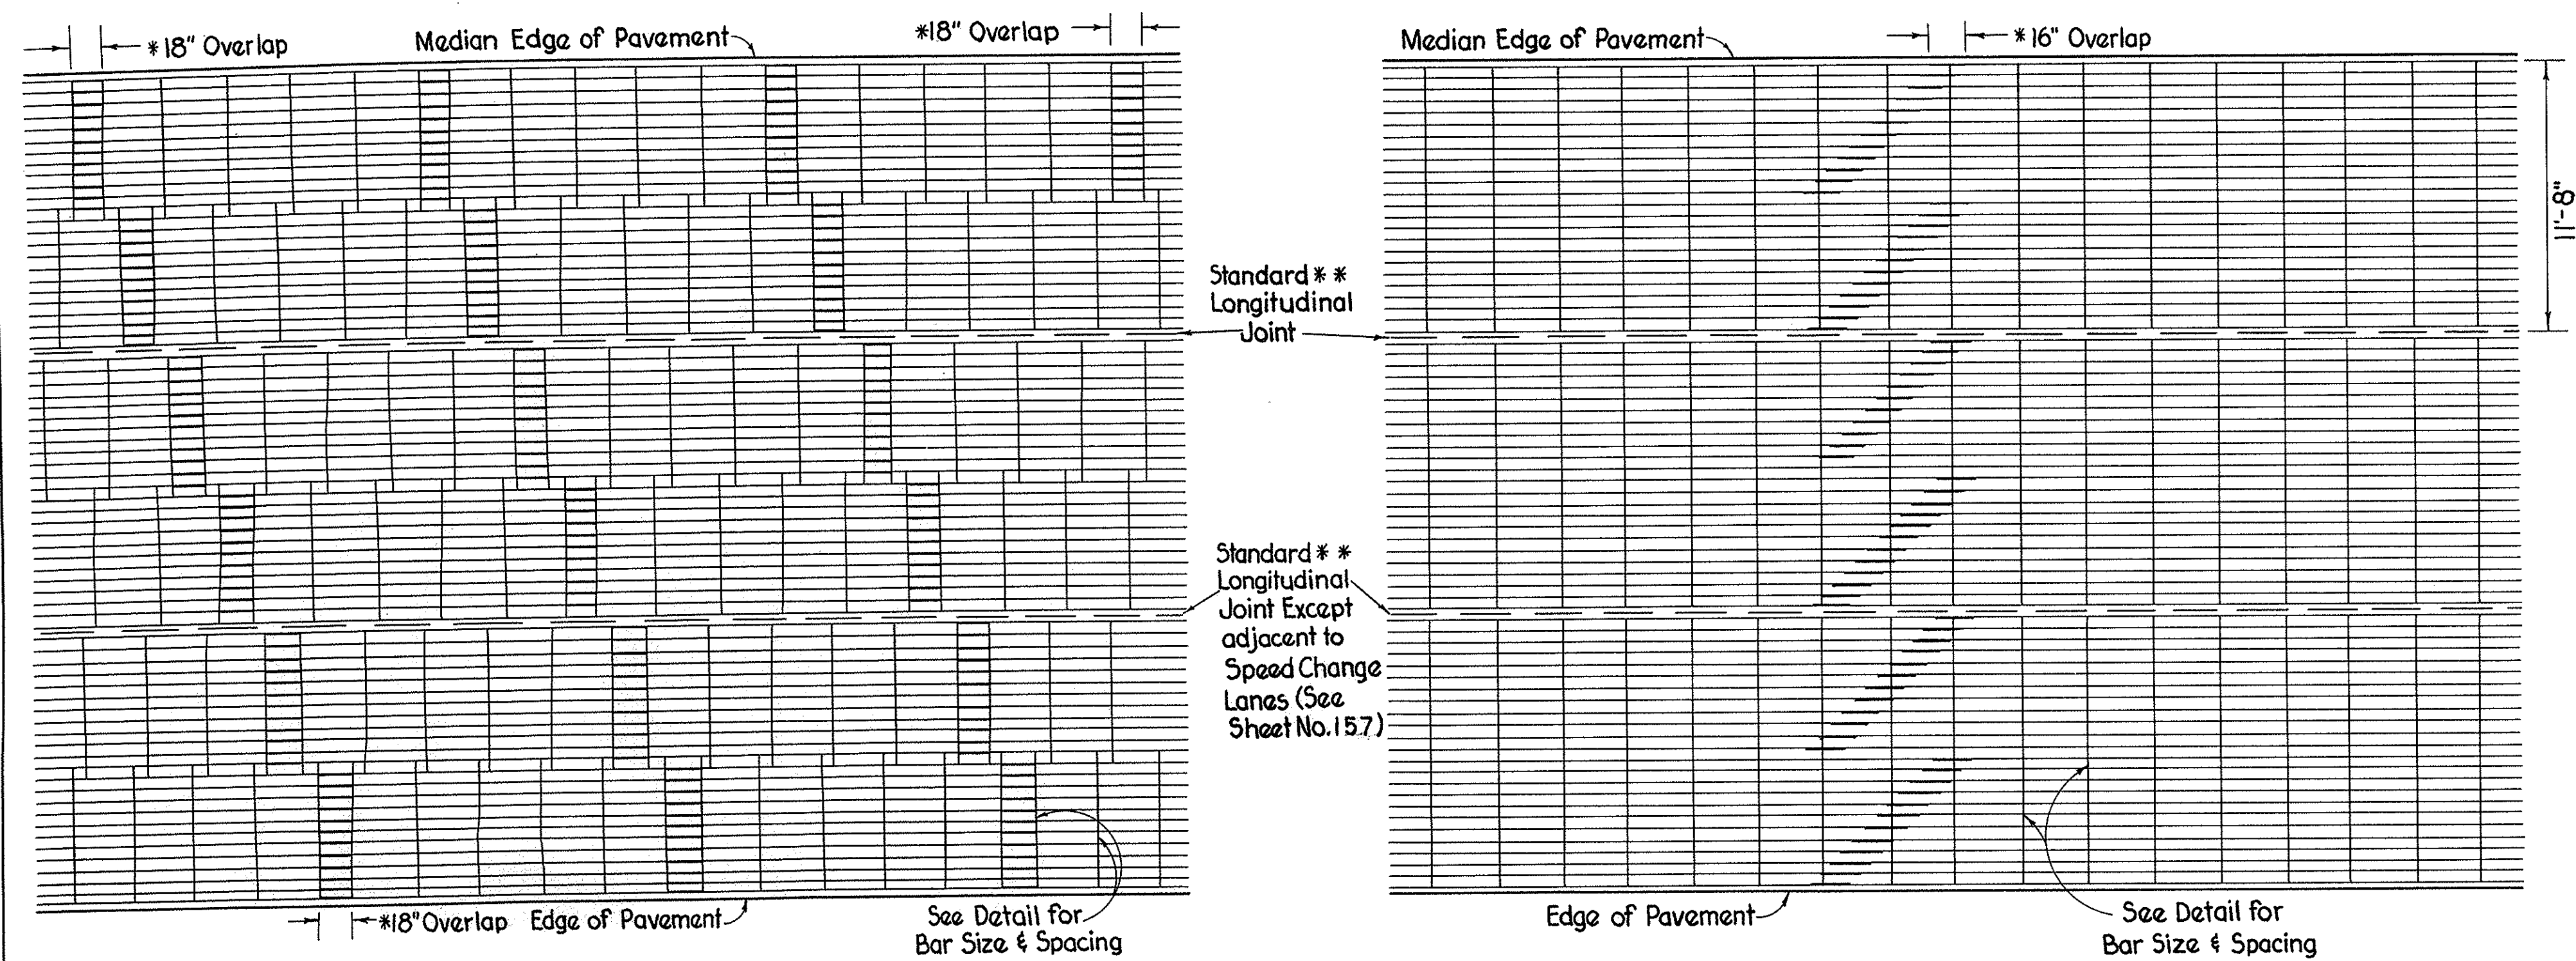 *18" Overlap
Median Edge of Pavement
*18" Overlap
Median Edge of Pavement
*16" Overlap
11'-8"
Standard * *
Longitudinal
Joint
Standard * *
Longitudinal
Joint Except
adjacent to
Speed Change
Lanes (See
Sheet No. 157)
*18" Overlap
Edge of Pavement
See Detail for
Bar Size & Spacing
Edge of Pavement
See Detail for
Bar Size & Spacing